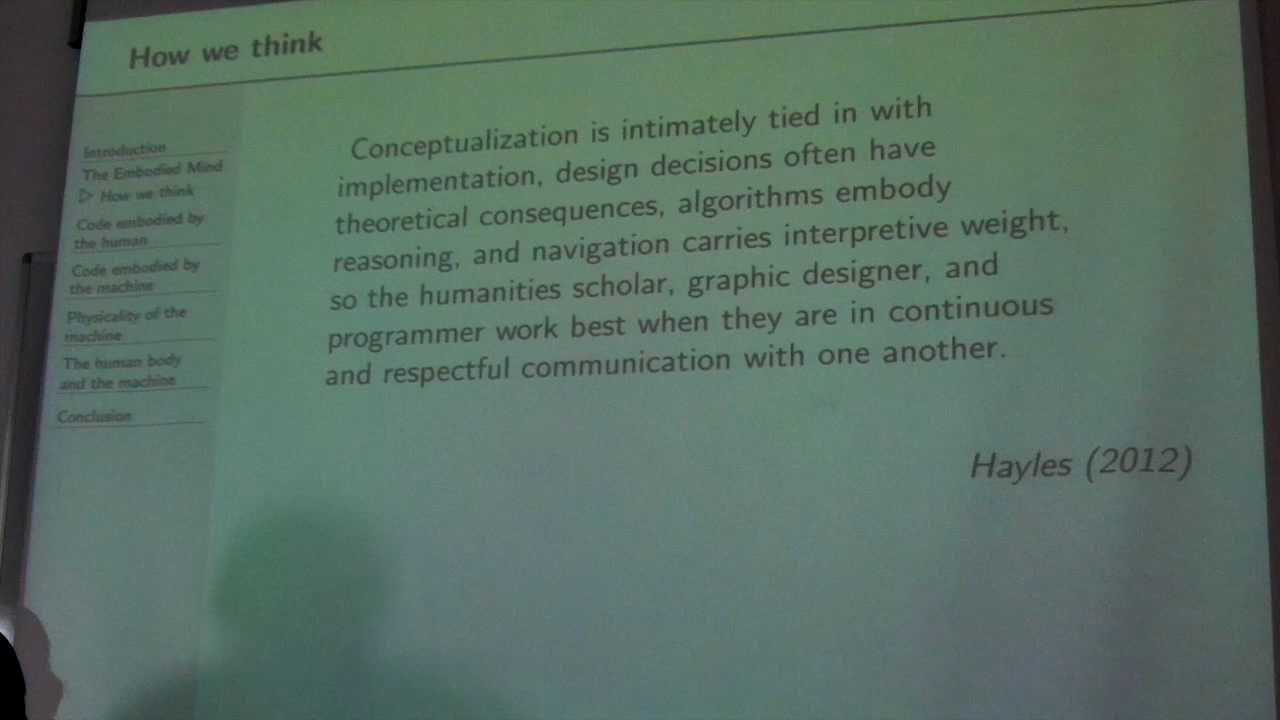 How we think
Introduction
The Embodied Mind
▷ How we think
Code embodied by
the human
Code embodied by
the machine
Physicality of the
machine
The human body
and the machine
Conclusion
Conceptualization is intimately tied in with
implementation, design decisions often have
theoretical consequences, algorithms embody
reasoning, and navigation carries interpretive weight,
so the humanities scholar, graphic designer, and
programmer work best when they are in continuous
and respectful communication with one another.
Hayles (2012)